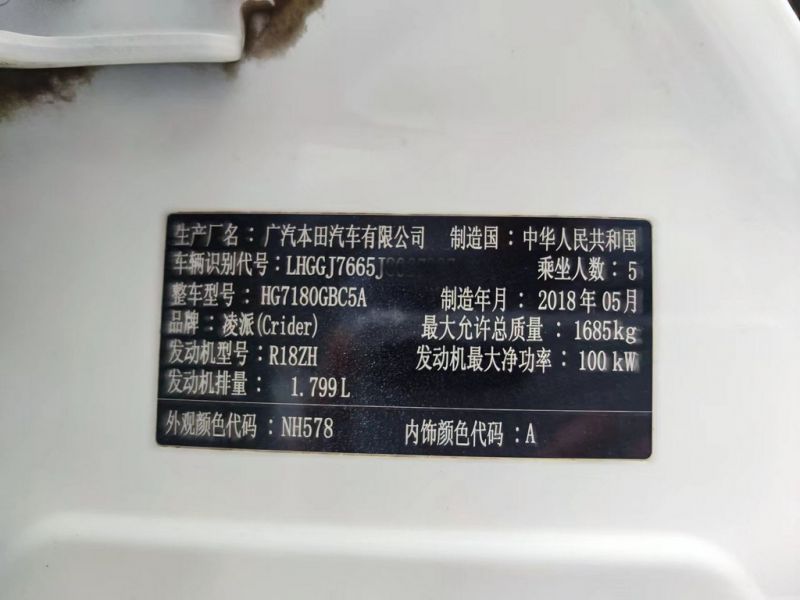 生产厂名：广汽本田汽车有限公司 制造国：中华人民共和国
车辆识别代号：LHGGJ7665J 乘坐人数：5
整车型号：HG7180GBC5A 制造年月：2018年05月
品牌：凌派(Crider) 最大允许总质量：1685kg
发动机型号：R18ZH 发动机最大净功率：100kW
发动机排量：1.799L
外观颜色代码：NH578 内饰颜色代码：A